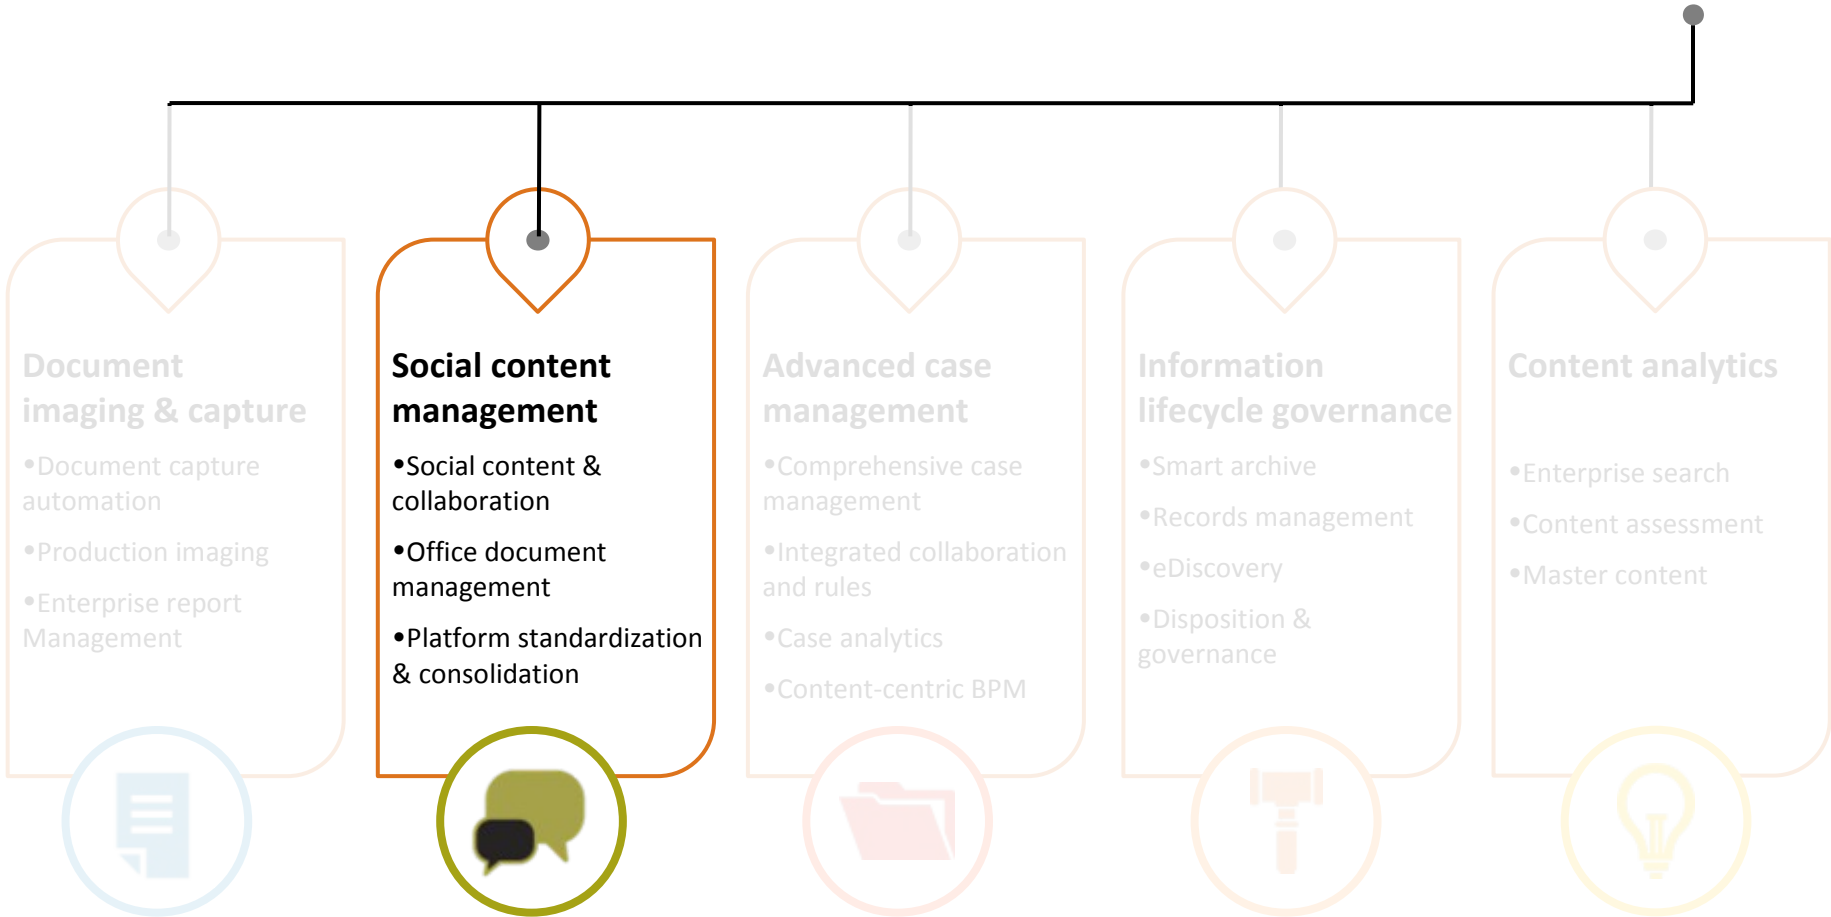 Document
imaging & capture
•Document capture
automation
•Production imaging
•Enterprise report
Management
Social content
management
•Social content &
collaboration
•Office document
management
•Platform standardization
& consolidation
Advanced case
management
•Comprehensive case
management
•Integrated collaboration
and rules
•Case analytics
•Content-centric BPM
Information
lifecycle governance
•Smart archive
•Records management
•eDiscovery
•Disposition &
governance
Content analytics
•Enterprise search
•Content assessment
•Master content